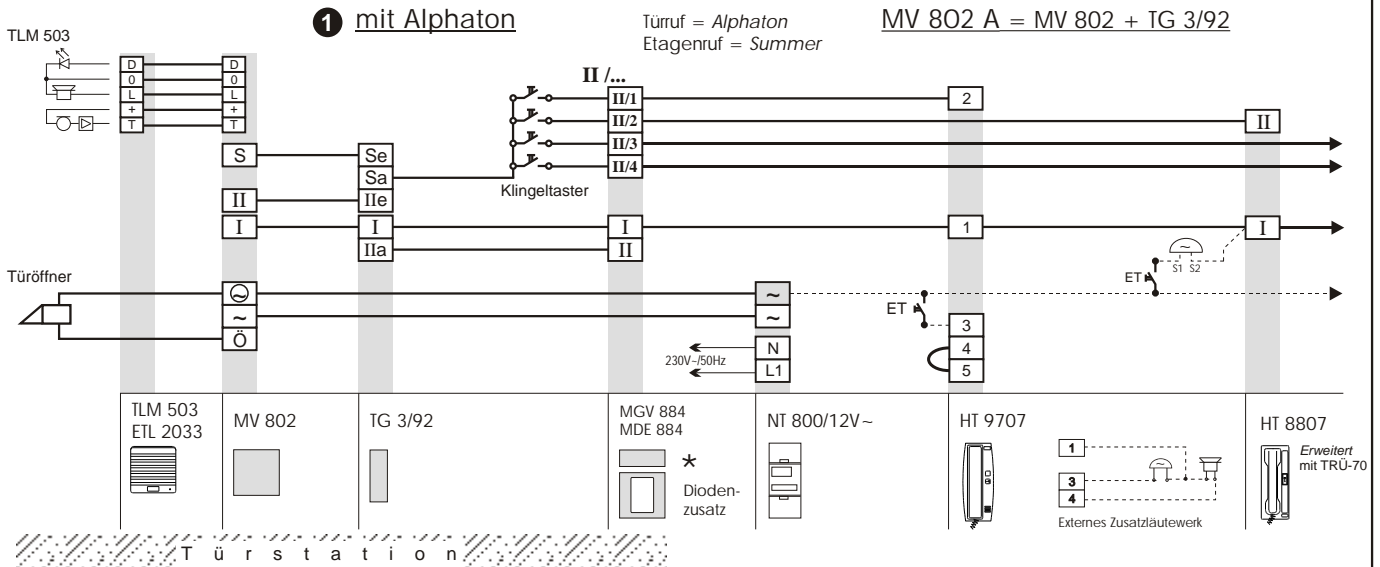 1 mit Alphaton
Türruf = Alphaton
Etagenruf = Summer
MV 802 A = MV 802 + TG 3/92
TLM 503
D D
0 0
L L
+ +
T T
II /...
II/1 2
II/2 II
II/3
II/4
Klingeltaster
S Se
Sa
II IIe
I I I 1 I
IIa II
S1 S2
ET
Türöffner
~ ~
~ ~
Ö
ET
3
4
5
230V~/50Hz
N
L1
TLM 503
ETL 2033
MV 802
TG 3/92
MGV 884
MDE 884
*
Dioden-
zusatz
NT 800/12V~
HT 9707
1
3
4
~
Externes Zusatzläutewerk
HT 8807
Erweitert
mit TRÜ-70
Türstation